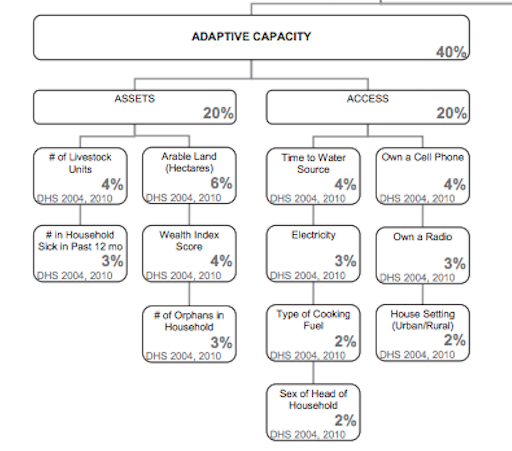 ADAPTIVE CAPACITY
40%
ASSETS
20%
ACCESS
20%
# of Livestock
Units
4%
DHS 2004, 2010
Arable Land
(Hectares)
6%
DHS 2004, 2010
Time to Water
Source
4%
DHS 2004, 2010
Own a Cell Phone
4%
DHS 2004, 2010
# in Household
Sick in Past 12 mo
3%
DHS 2004, 2010
Wealth Index
Score
4%
DHS 2004, 2010
Electricity
3%
DHS 2004, 2010
Own a Radio
3%
DHS 2004, 2010
# of Orphans in
Household
3%
DHS 2004, 2010
Type of Cooking
Fuel
2%
DHS 2004, 2010
House Setting
(Urban/Rural)
2%
DHS 2004, 2010
Sex of Head of
Household
2%
DHS 2004, 2010